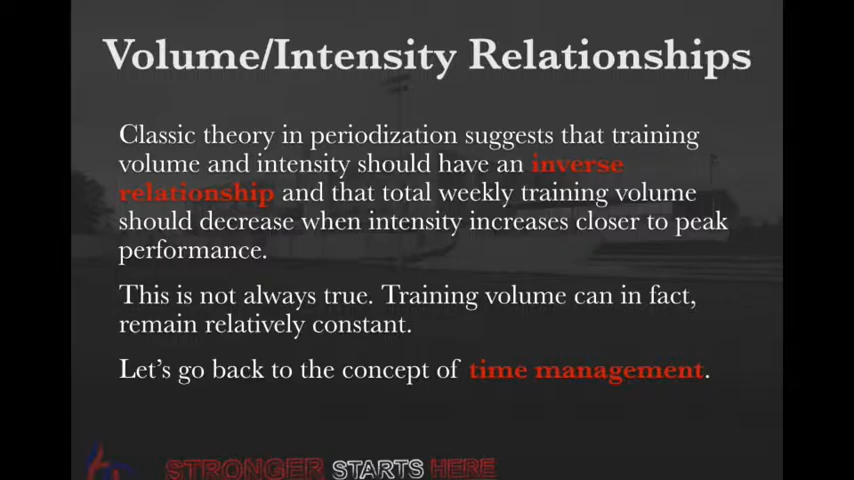 Volume/Intensity Relationships
Classic theory in periodization suggests that training
volume and intensity should have an inverse
relationship and that total weekly training volume
should decrease when intensity increases closer to peak
performance.
This is not always true. Training volume can in fact,
remain relatively constant.
Let's go back to the concept of time management.
STRONGER STARTS HERE